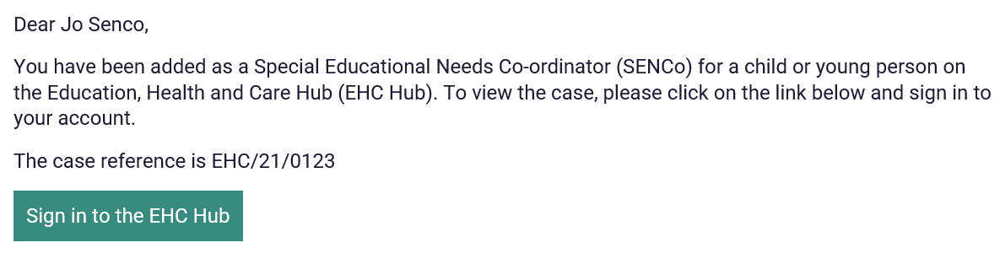 Dear Jo Senco,
You have been added as a Special Educational Needs Co-ordinator (SENCo) for a child or young person on
the Education, Health and Care Hub (EHC Hub). To view the case, please click on the link below and sign in to
your account.
The case reference is EHC/21/0123
Sign in to the EHC Hub